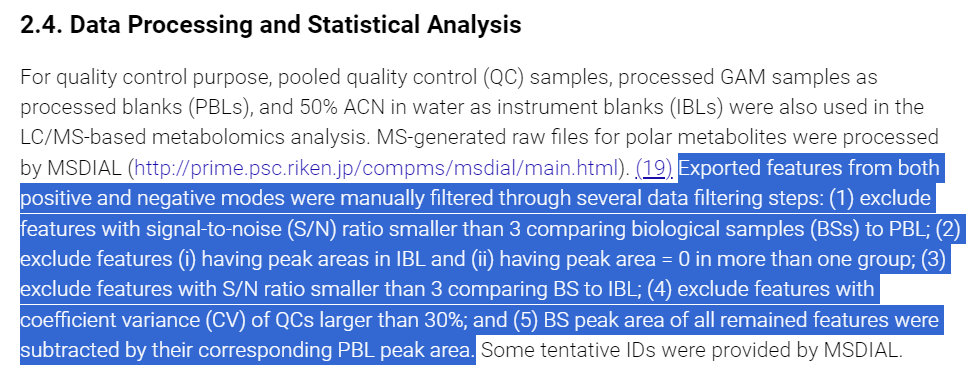 2.4. Data Processing and Statistical Analysis
For quality control purpose, pooled quality control (QC) samples, processed GAM samples as
processed blanks (PBLs), and 50% ACN in water as instrument blanks (IBLs) were also used in the
LC/MS-based metabolomics analysis. MS-generated raw files for polar metabolites were processed
by MSDIAL (http://prime.psc.riken.jp/compms/msdial/main.html). (19) Exported features from both
positive and negative modes were manually filtered through several data filtering steps: (1) exclude
features with signal-to-noise (S/N) ratio smaller than 3 comparing biological samples (BSs) to PBL; (2)
exclude features (i) having peak areas in IBL and (ii) having peak area = 0 in more than one group; (3)
exclude features with S/N ratio smaller than 3 comparing BS to IBL; (4) exclude features with
coefficient variance (CV) of QCs larger than 30%; and (5) BS peak area of all remained features were
subtracted by their corresponding PBL peak area. Some tentative IDs were provided by MSDIAL.